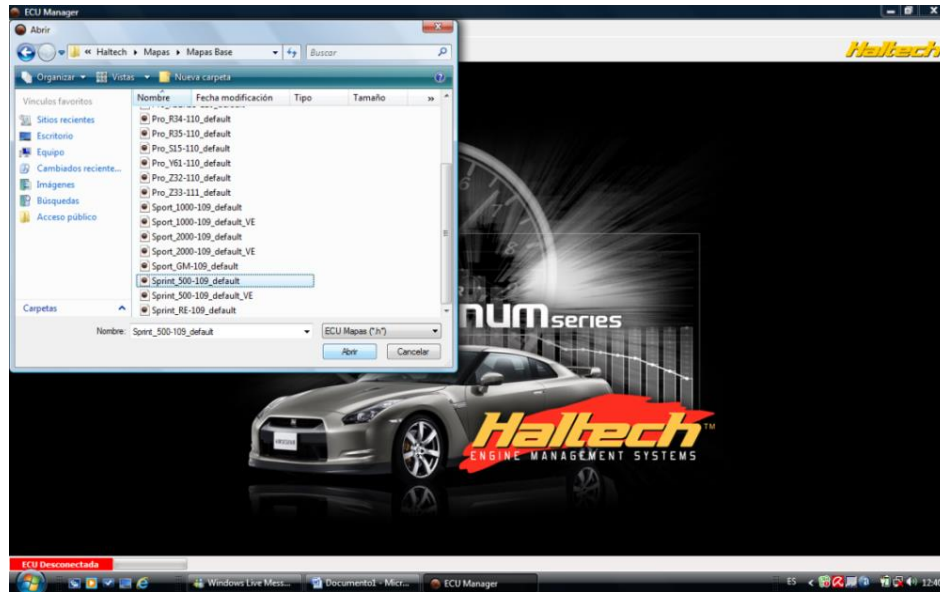 ECU Manager
Abrir
« Haltech ▸ Mapas ▸ Mapas Base
Buscar
Haltech
Organizar
Vistas
Nueva carpeta
Vínculos favoritos
Sitios recientes
Escritorio
Equipo
Cambiados reciente...
Imágenes
Búsquedas
Acceso público
Carpetas
Nombre Fecha modificación Tipo Tamaño »
Pro_R34-110_default
Pro_R35-110_default
Pro_S15-110_default
Pro_Y61-110_default
Pro_Z32-110_default
Pro_Z33-111_default
Sport_1000-109_default
Sport_1000-109_default_VE
Sport_2000-109_default
Sport_2000-109_default_VE
Sport_GM-109_default
Sprint_500-109_default
Sprint_500-109_default_VE
Sprint_RE-109_default
Nombre: Sprint_500-109_default
ECU Mapas (*.h*)
Abrir Cancelar
num series
Haltech™
ENGINE MANAGEMENT SYSTEMS
ECU Desconectada
Windows Live Mess...
Documento1 - Micr...
ECU Manager
ES
12:40